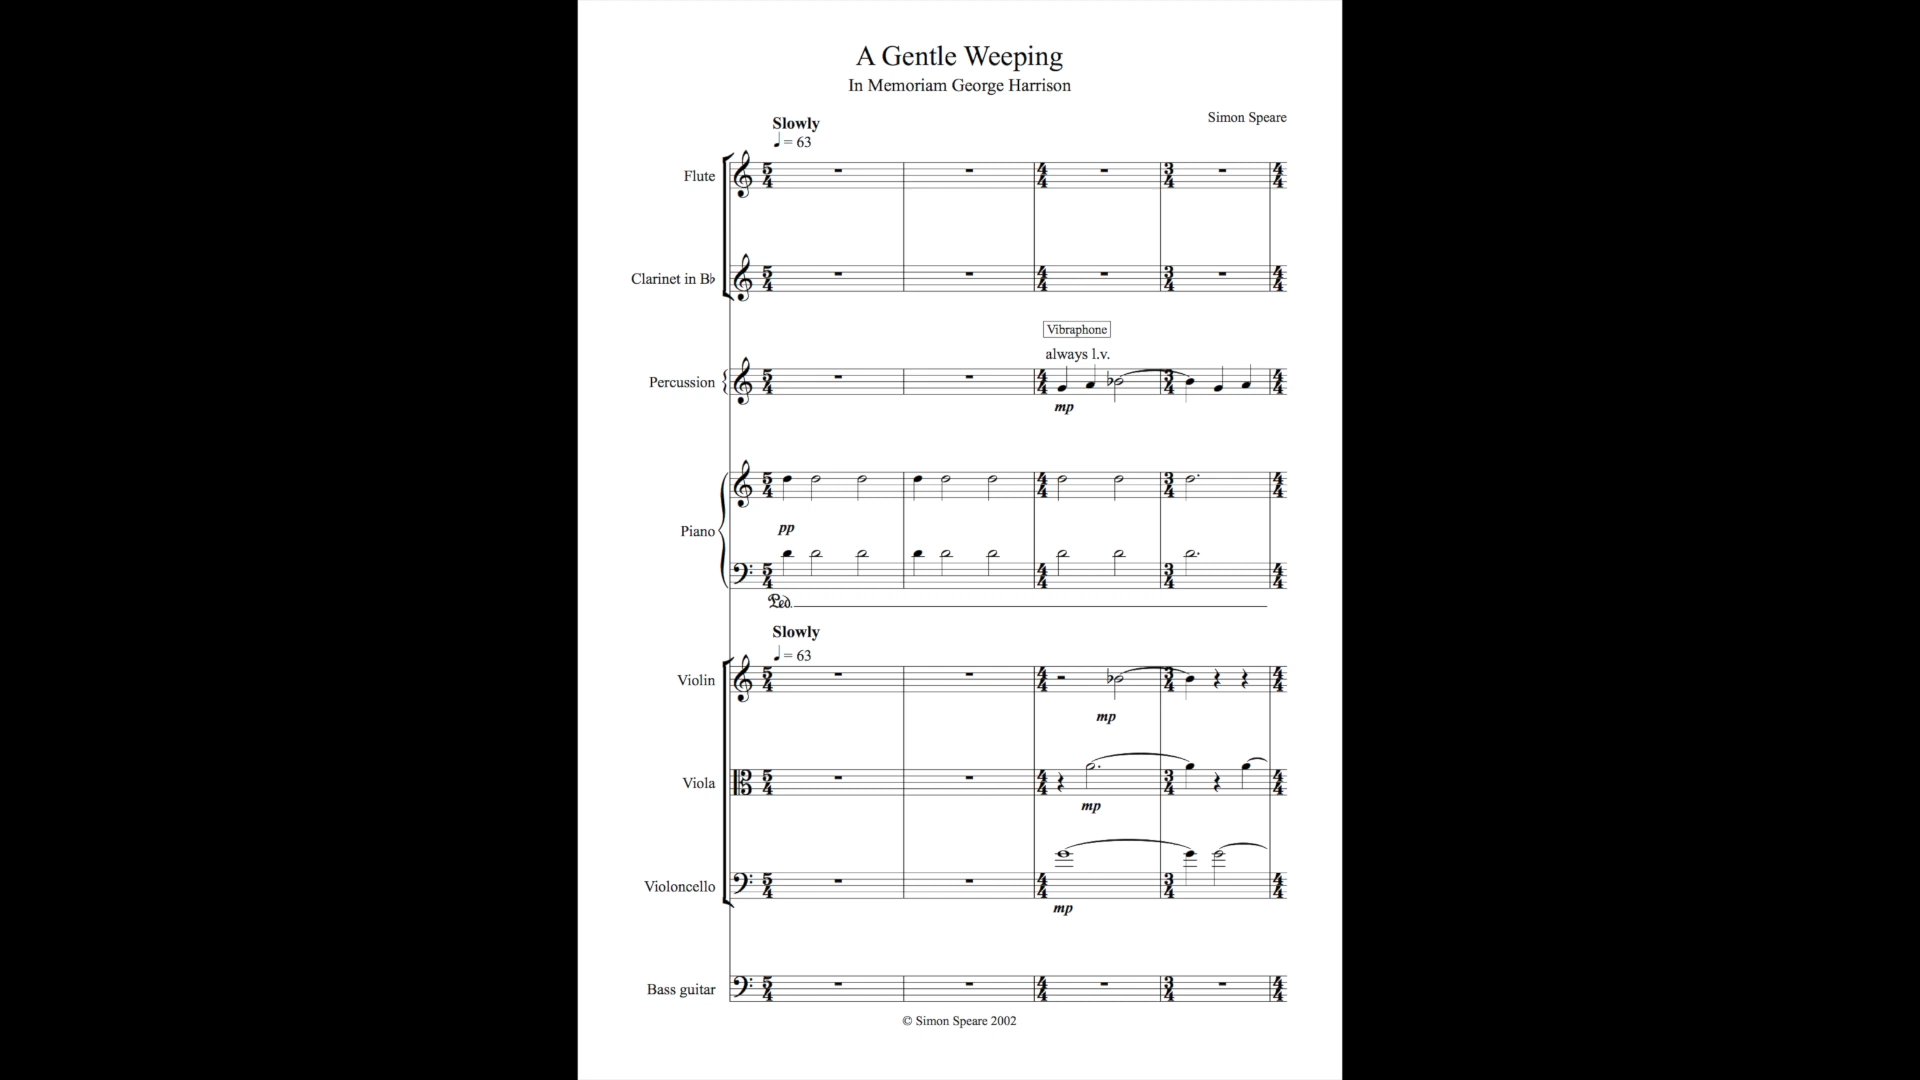 A Gentle Weeping
In Memoriam George Harrison
Simon Speare
Slowly
♩ = 63
Flute
Clarinet in B♭
Vibraphone
always l.v.
Percussion
mp
Piano
pp
Ped.
Slowly
♩ = 63
Violin
mp
Viola
mp
Violoncello
mp
Bass guitar
© Simon Speare 2002